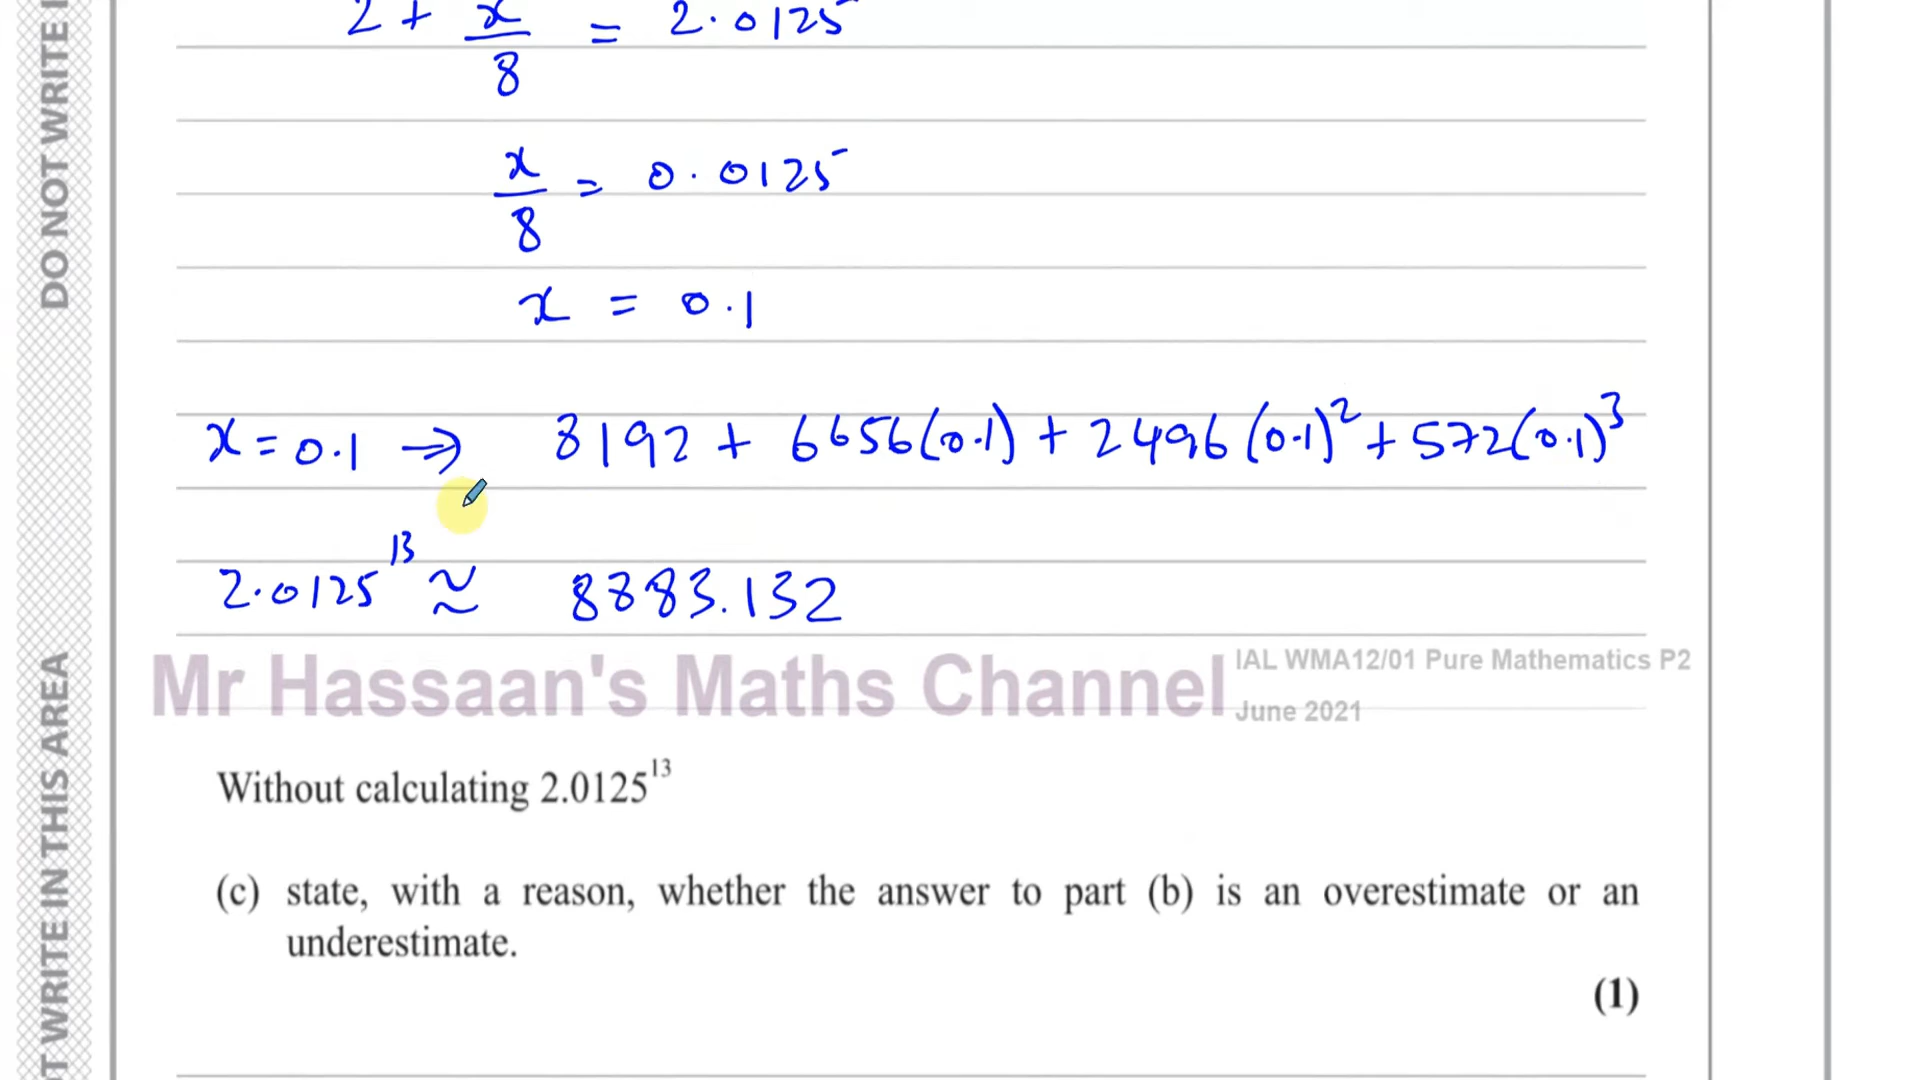 2 + x/8 = 2.0125
x/8 = 0.0125
x = 0.1
x = 0.1 ⇒ 8192 + 6656(0.1) + 2496(0.1)² + 572(0.1)³
2.0125¹³ ≈ 8883.132
Mr Hassaan's Maths Channel
IAL WMA12/01 Pure Mathematics P2
June 2021
Without calculating 2.0125¹³
(c) state, with a reason, whether the answer to part (b) is an overestimate or an
underestimate.
(1)
DO NOT WRITE I
T WRITE IN THIS AREA